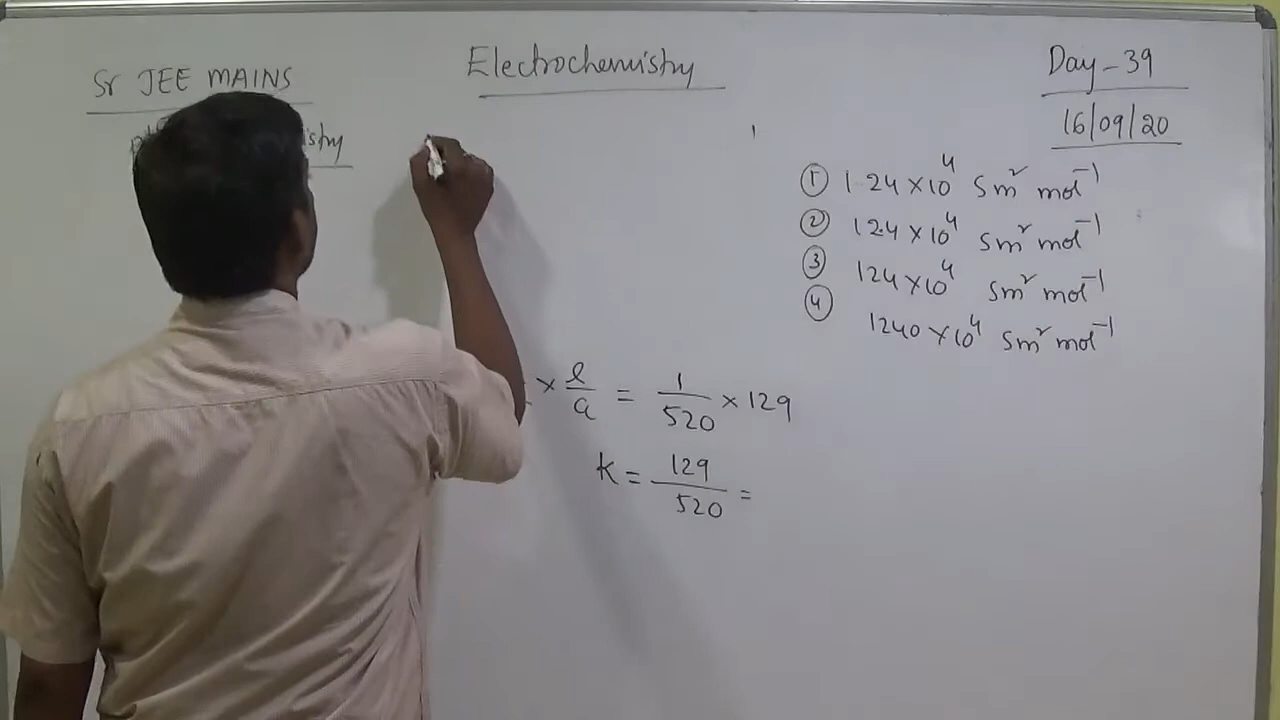 Sr JEE MAINS
Electrochemistry
Day-39
16/09/20
① 1.24×10⁴ Sm² mol⁻¹
② 12.4×10⁴ Sm² mol⁻¹
③ 124×10⁴ Sm² mol⁻¹
④ 1240×10⁴ Sm² mol⁻¹
× l/a = 1/520 × 129
K = 129/520 =